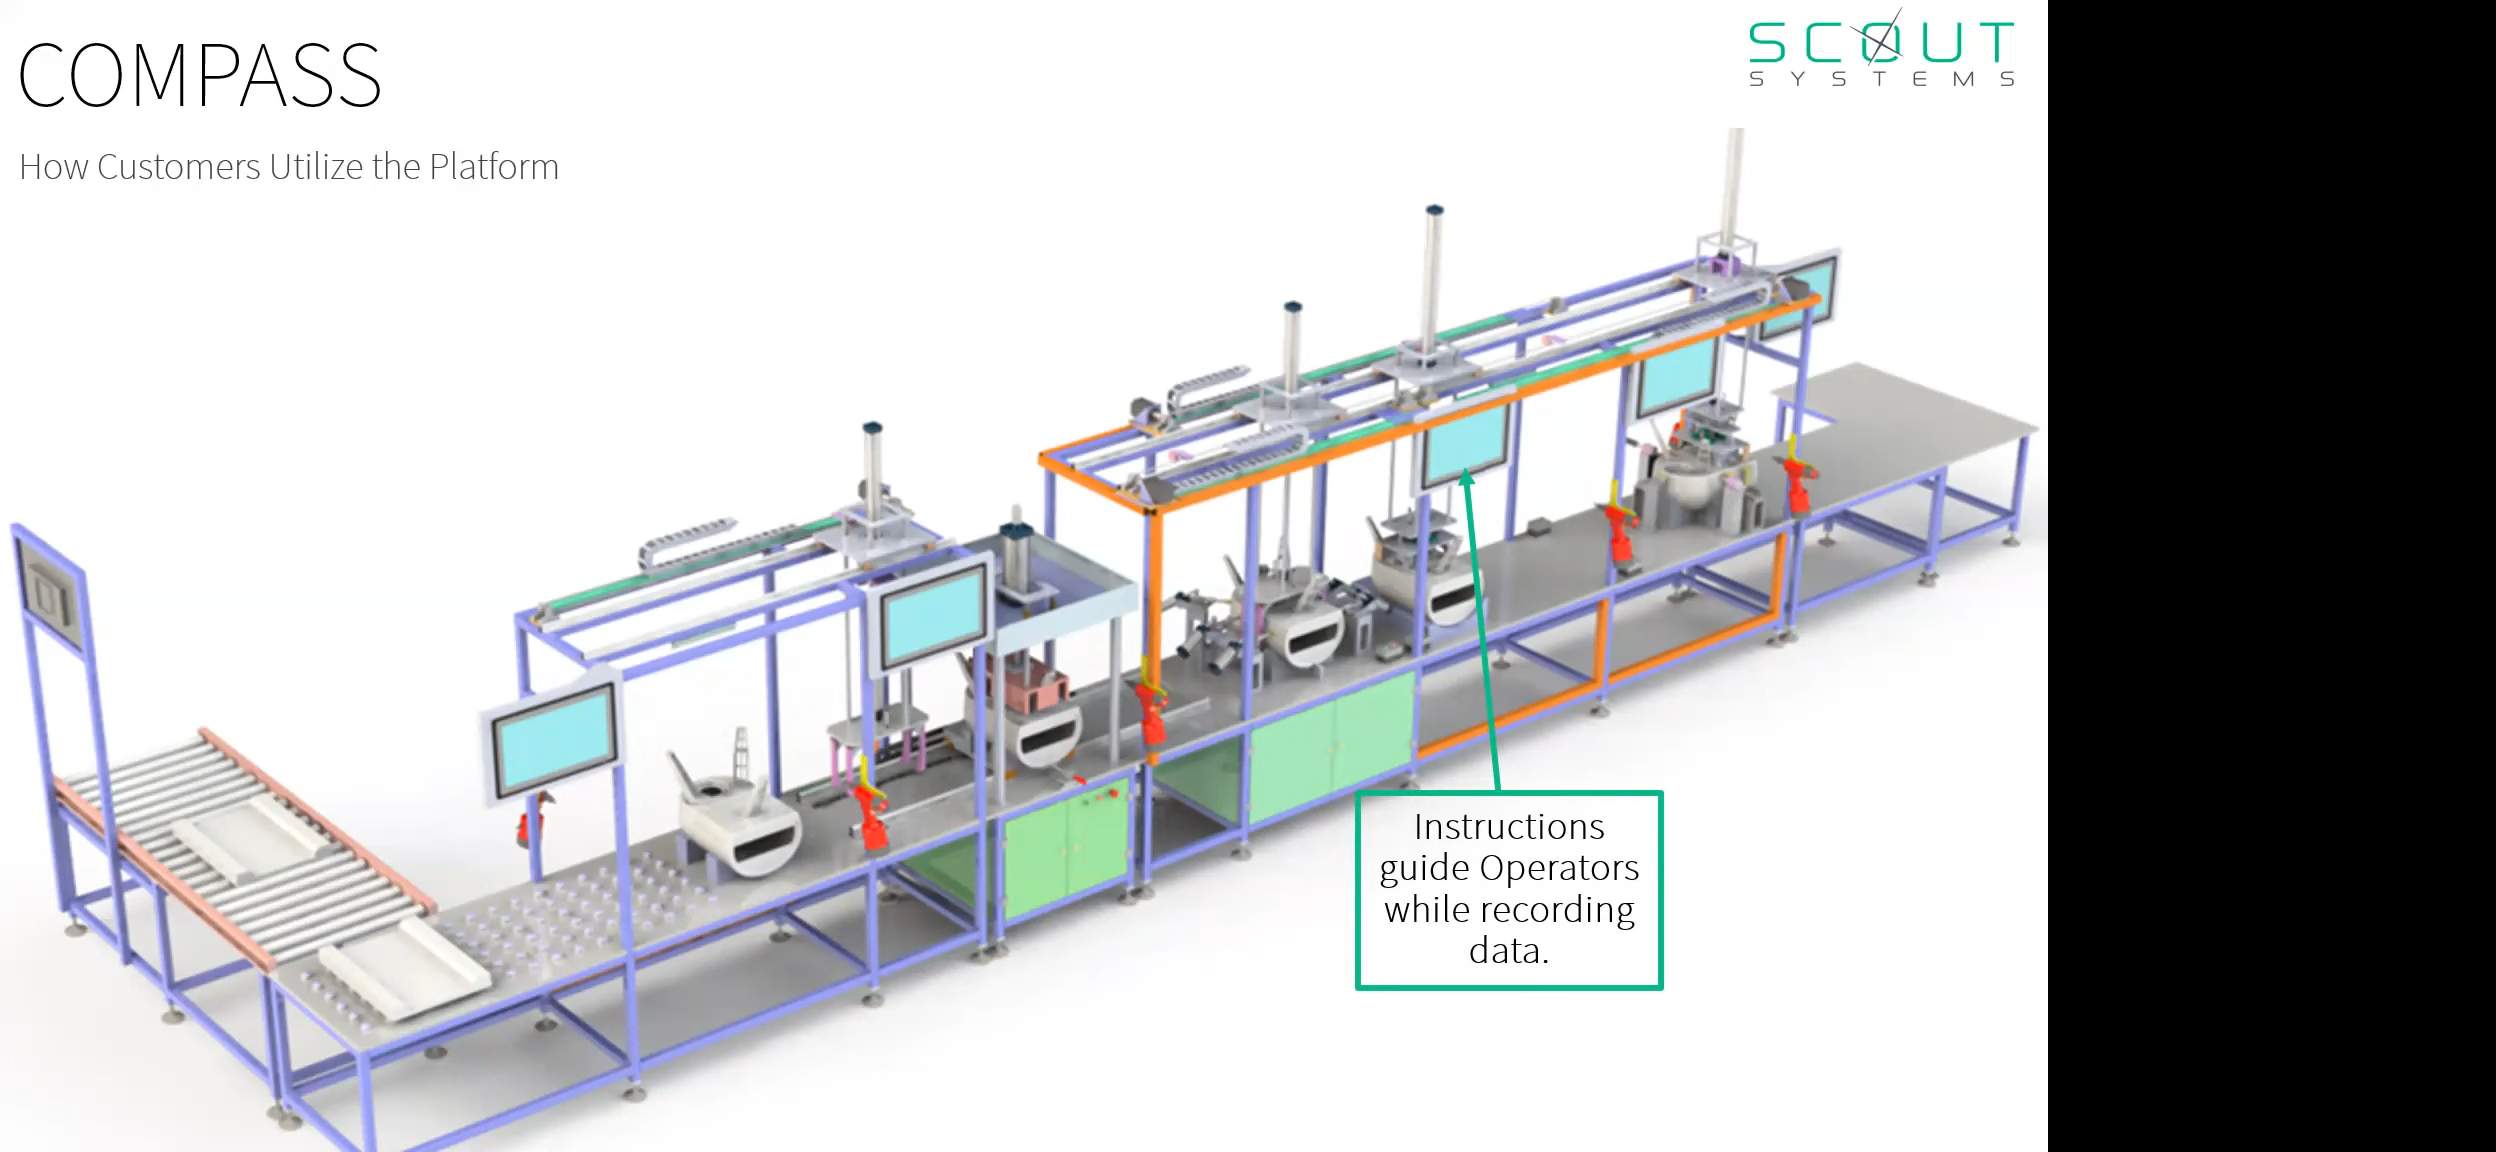 COMPASS
SCOUT
SYSTEMS
How Customers Utilize the Platform
Instructions
guide Operators
while recording
data.